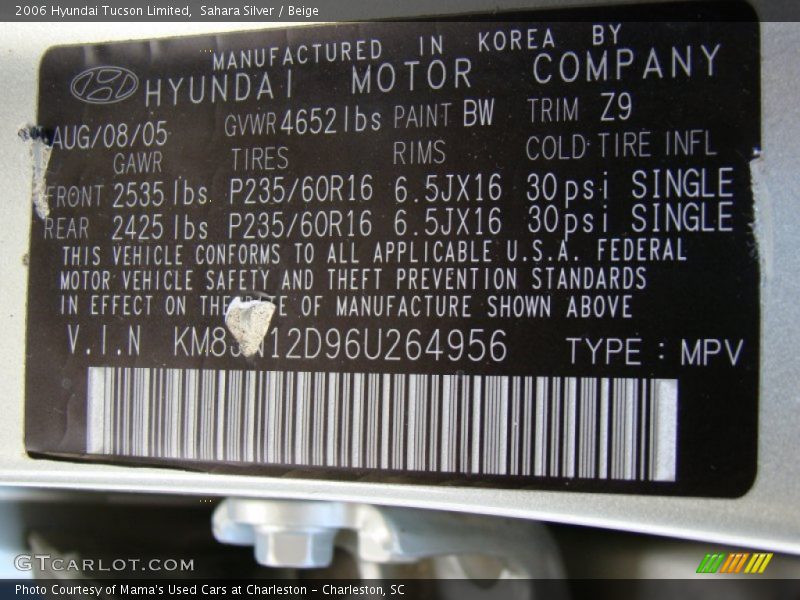 2006 Hyundai Tucson Limited, Sahara Silver / Beige
MANUFACTURED IN KOREA BY
HYUNDAI MOTOR COMPANY
AUG/08/05 GVWR 4652lbs PAINT BW TRIM Z9
GAWR TIRES RIMS COLD TIRE INFL
FRONT 2535 lbs P235/60R16 6.5JX16 30psi SINGLE
REAR 2425 lbs P235/60R16 6.5JX16 30psi SINGLE
THIS VEHICLE CONFORMS TO ALL APPLICABLE U.S.A. FEDERAL
MOTOR VEHICLE SAFETY AND THEFT PREVENTION STANDARDS
IN EFFECT ON THE OF MANUFACTURE SHOWN ABOVE
V.I.N TYPE : MPV
GTCARLOT.COM
Photo Courtesy of Mama's Used Cars at Charleston - Charleston, SC